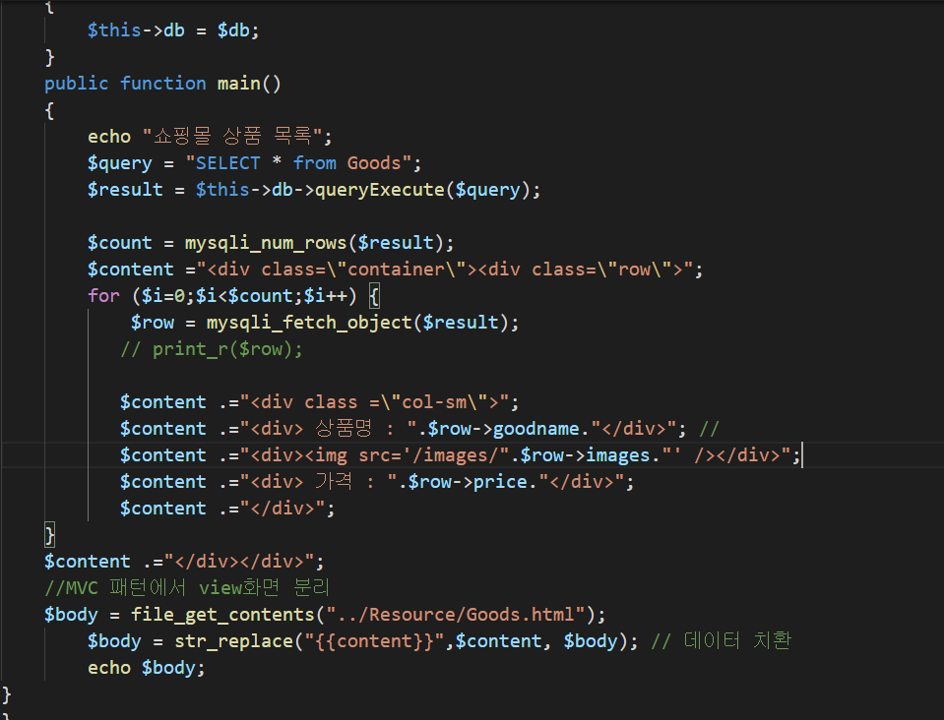 {
$this->db = $db;
}
public function main()
{
echo "쇼핑몰 상품 목록";
$query = "SELECT * from Goods";
$result = $this->db->queryExecute($query);
$count = mysqli_num_rows($result);
$content ="<div class=\"container\"><div class=\"row\">";
for ($i=0;$i<$count;$i++) {
$row = mysqli_fetch_object($result);
// print_r($row);
$content .="<div class =\"col-sm\">";
$content .="<div> 상품명 : ".$row->goodname."</div>"; //
$content .="<div><img src='/images/".$row->images."' /></div>";
$content .="<div> 가격 : ".$row->price."</div>";
$content .="</div>";
}
$content .="</div></div>";
//MVC 패턴에서 view화면 분리
$body = file_get_contents("../Resource/Goods.html");
$body = str_replace("{{content}}",$content, $body); // 데이터 치환
echo $body;
}
}